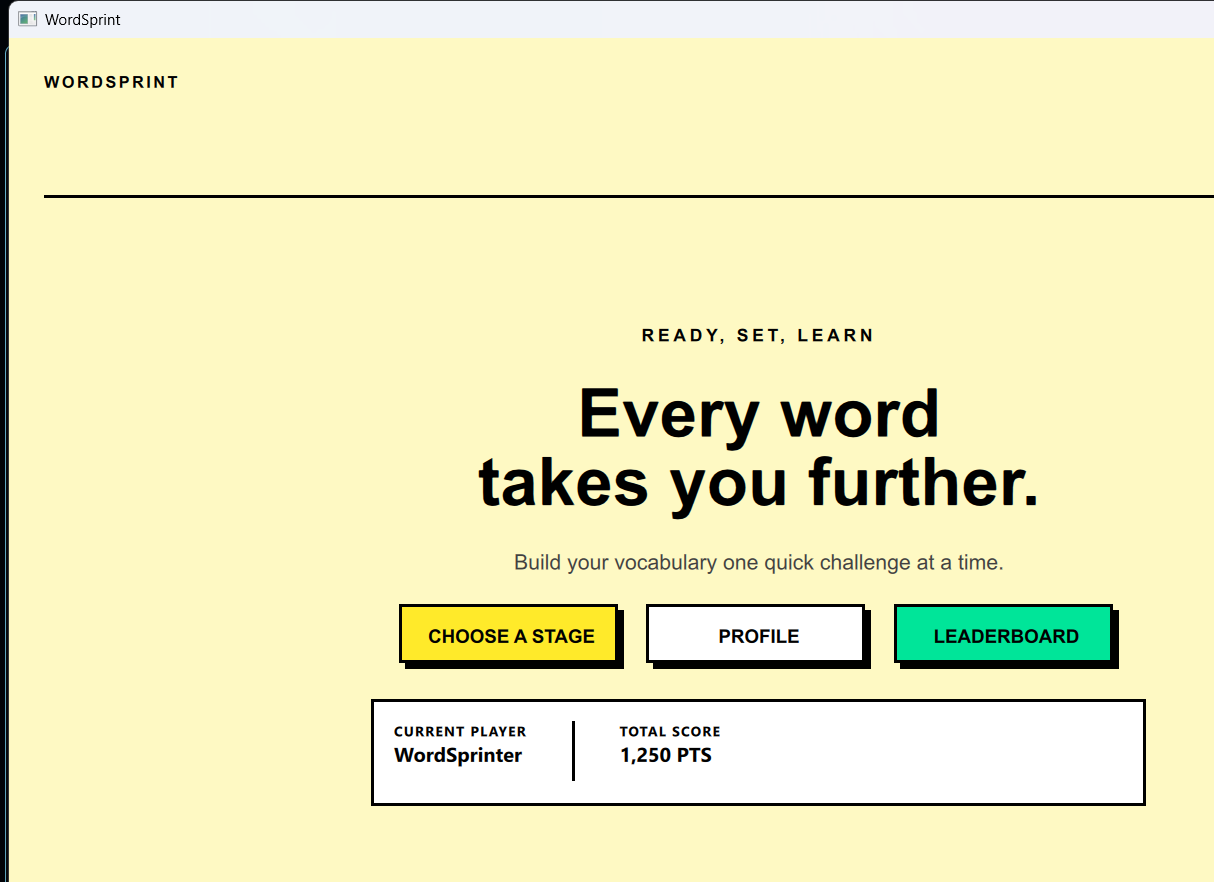 WordSprint
WORDSPRINT
READY, SET, LEARN
Every word
takes you further.
Build your vocabulary one quick challenge at a time.
CHOOSE A STAGE
PROFILE
LEADERBOARD
CURRENT PLAYER
WordSprinter
TOTAL SCORE
1,250 PTS